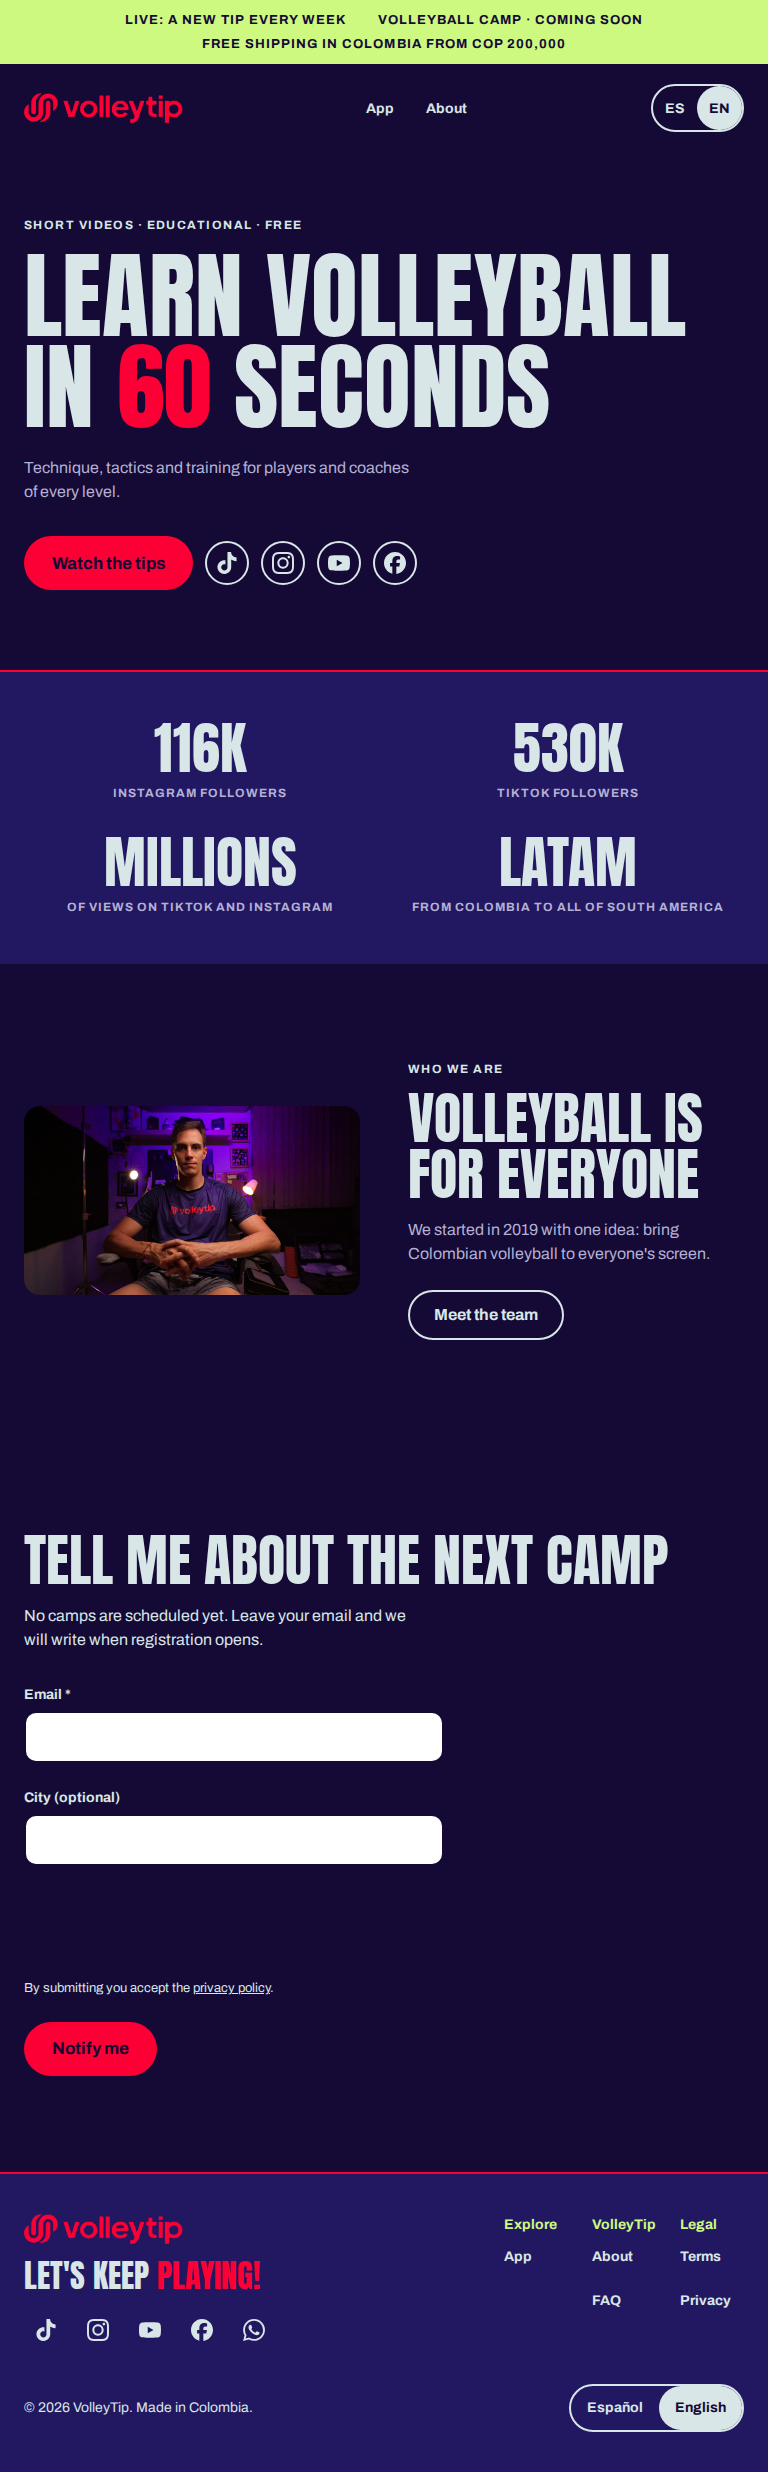 LIVE: A NEW TIP EVERY WEEK
VOLLEYBALL CAMP · COMING SOON
FREE SHIPPING IN COLOMBIA FROM COP 200,000
volleytip
App
About
ES
EN
SHORT VIDEOS · EDUCATIONAL · FREE
LEARN VOLLEYBALL
IN 60 SECONDS
Technique, tactics and training for players and coaches
of every level.
Watch the tips
116K
INSTAGRAM FOLLOWERS
530K
TIKTOK FOLLOWERS
MILLIONS
OF VIEWS ON TIKTOK AND INSTAGRAM
LATAM
FROM COLOMBIA TO ALL OF SOUTH AMERICA
volleytip
WHO WE ARE
VOLLEYBALL IS
FOR EVERYONE
We started in 2019 with one idea: bring
Colombian volleyball to everyone's screen.
Meet the team
TELL ME ABOUT THE NEXT CAMP
No camps are scheduled yet. Leave your email and we
will write when registration opens.
Email *
City (optional)
By submitting you accept the privacy policy.
Notify me
volleytip
LET'S KEEP PLAYING!
Explore
App
VolleyTip
About
FAQ
Legal
Terms
Privacy
© 2026 VolleyTip. Made in Colombia.
Español
English